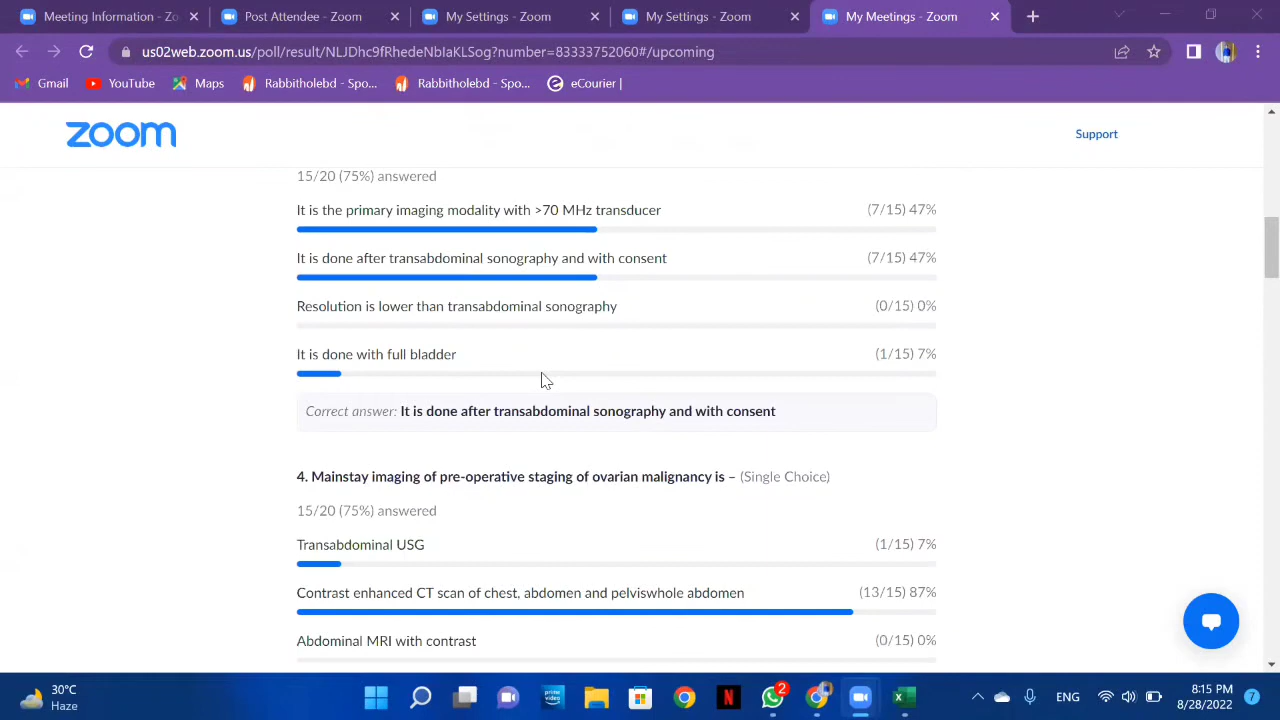 Meeting Information - Zo
Post Attendee - Zoom
My Settings - Zoom
My Settings - Zoom
My Meetings - Zoom
us02web.zoom.us/poll/result/NLJDhc9fRhedeNbIaKLSog?number=83333752060#/upcoming
Gmail YouTube Maps Rabbitholebd - Spo... Rabbitholebd - Spo... eCourier |
zoom
Support
15/20 (75%) answered
It is the primary imaging modality with >70 MHz transducer (7/15) 47%
It is done after transabdominal sonography and with consent (7/15) 47%
Resolution is lower than transabdominal sonography (0/15) 0%
It is done with full bladder (1/15) 7%
Correct answer: It is done after transabdominal sonography and with consent
4. Mainstay imaging of pre-operative staging of ovarian malignancy is – (Single Choice)
15/20 (75%) answered
Transabdominal USG (1/15) 7%
Contrast enhanced CT scan of chest, abdomen and pelviswhole abdomen (13/15) 87%
Abdominal MRI with contrast (0/15) 0%
30°C
Haze
prime video
N
2
ENG
8:15 PM
8/28/2022
7